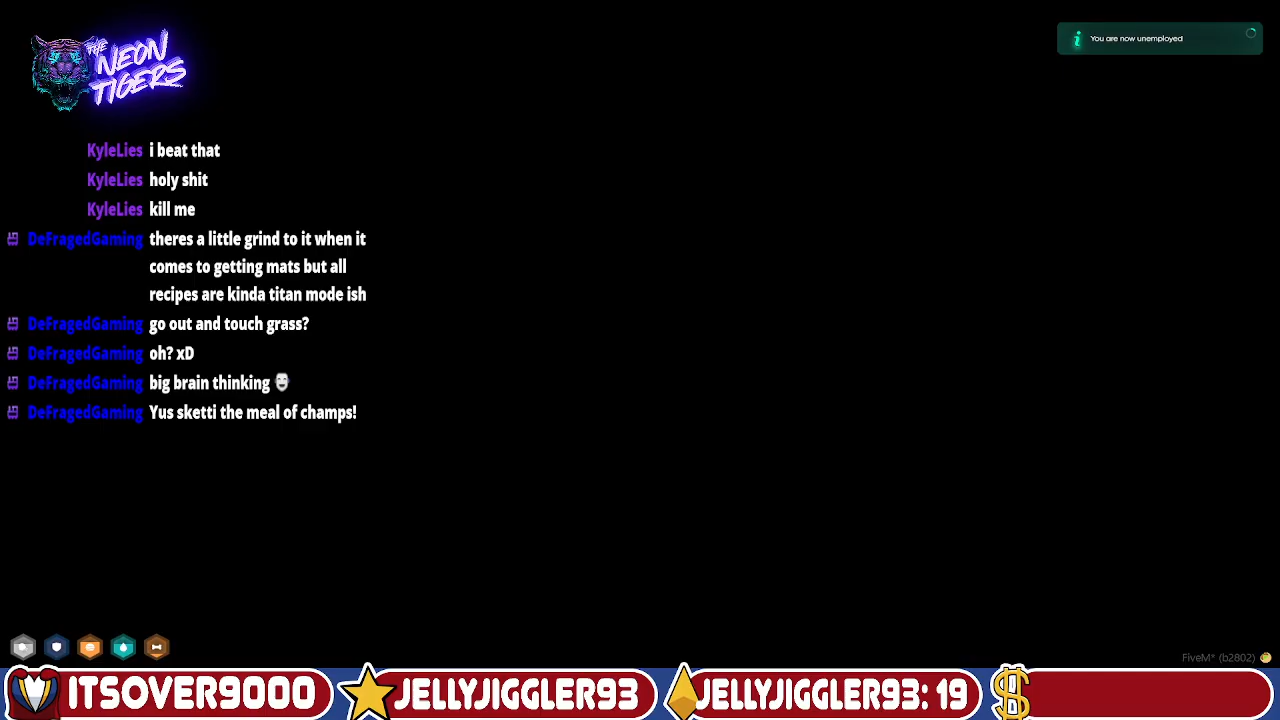 THE
NEON
TIGERS
You are now unemployed
KyleLies i beat that
KyleLies holy shit
KyleLies kill me
DeFragedGaming theres a little grind to it when it
comes to getting mats but all
recipes are kinda titan mode ish
DeFragedGaming go out and touch grass?
DeFragedGaming oh? xD
DeFragedGaming big brain thinking
DeFragedGaming Yus sketti the meal of champs!
FiveM* (b2802)
ITSOVER9000 JELLYJIGGLER93 JELLYJIGGLER93: 19